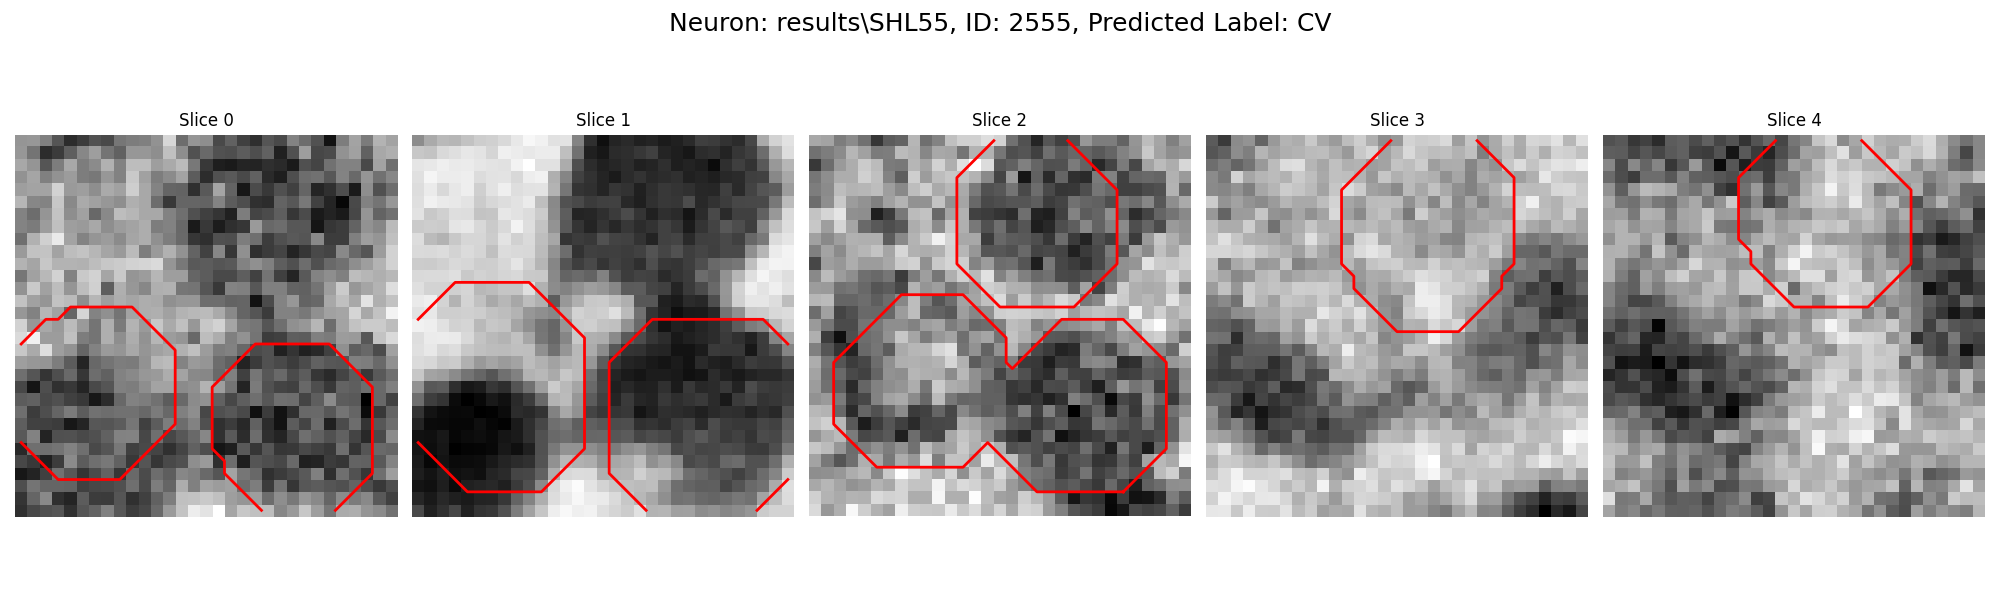 Neuron: results\SHL55, ID: 2555, Predicted Label: CV
Slice 0
Slice 1
Slice 2
Slice 3
Slice 4